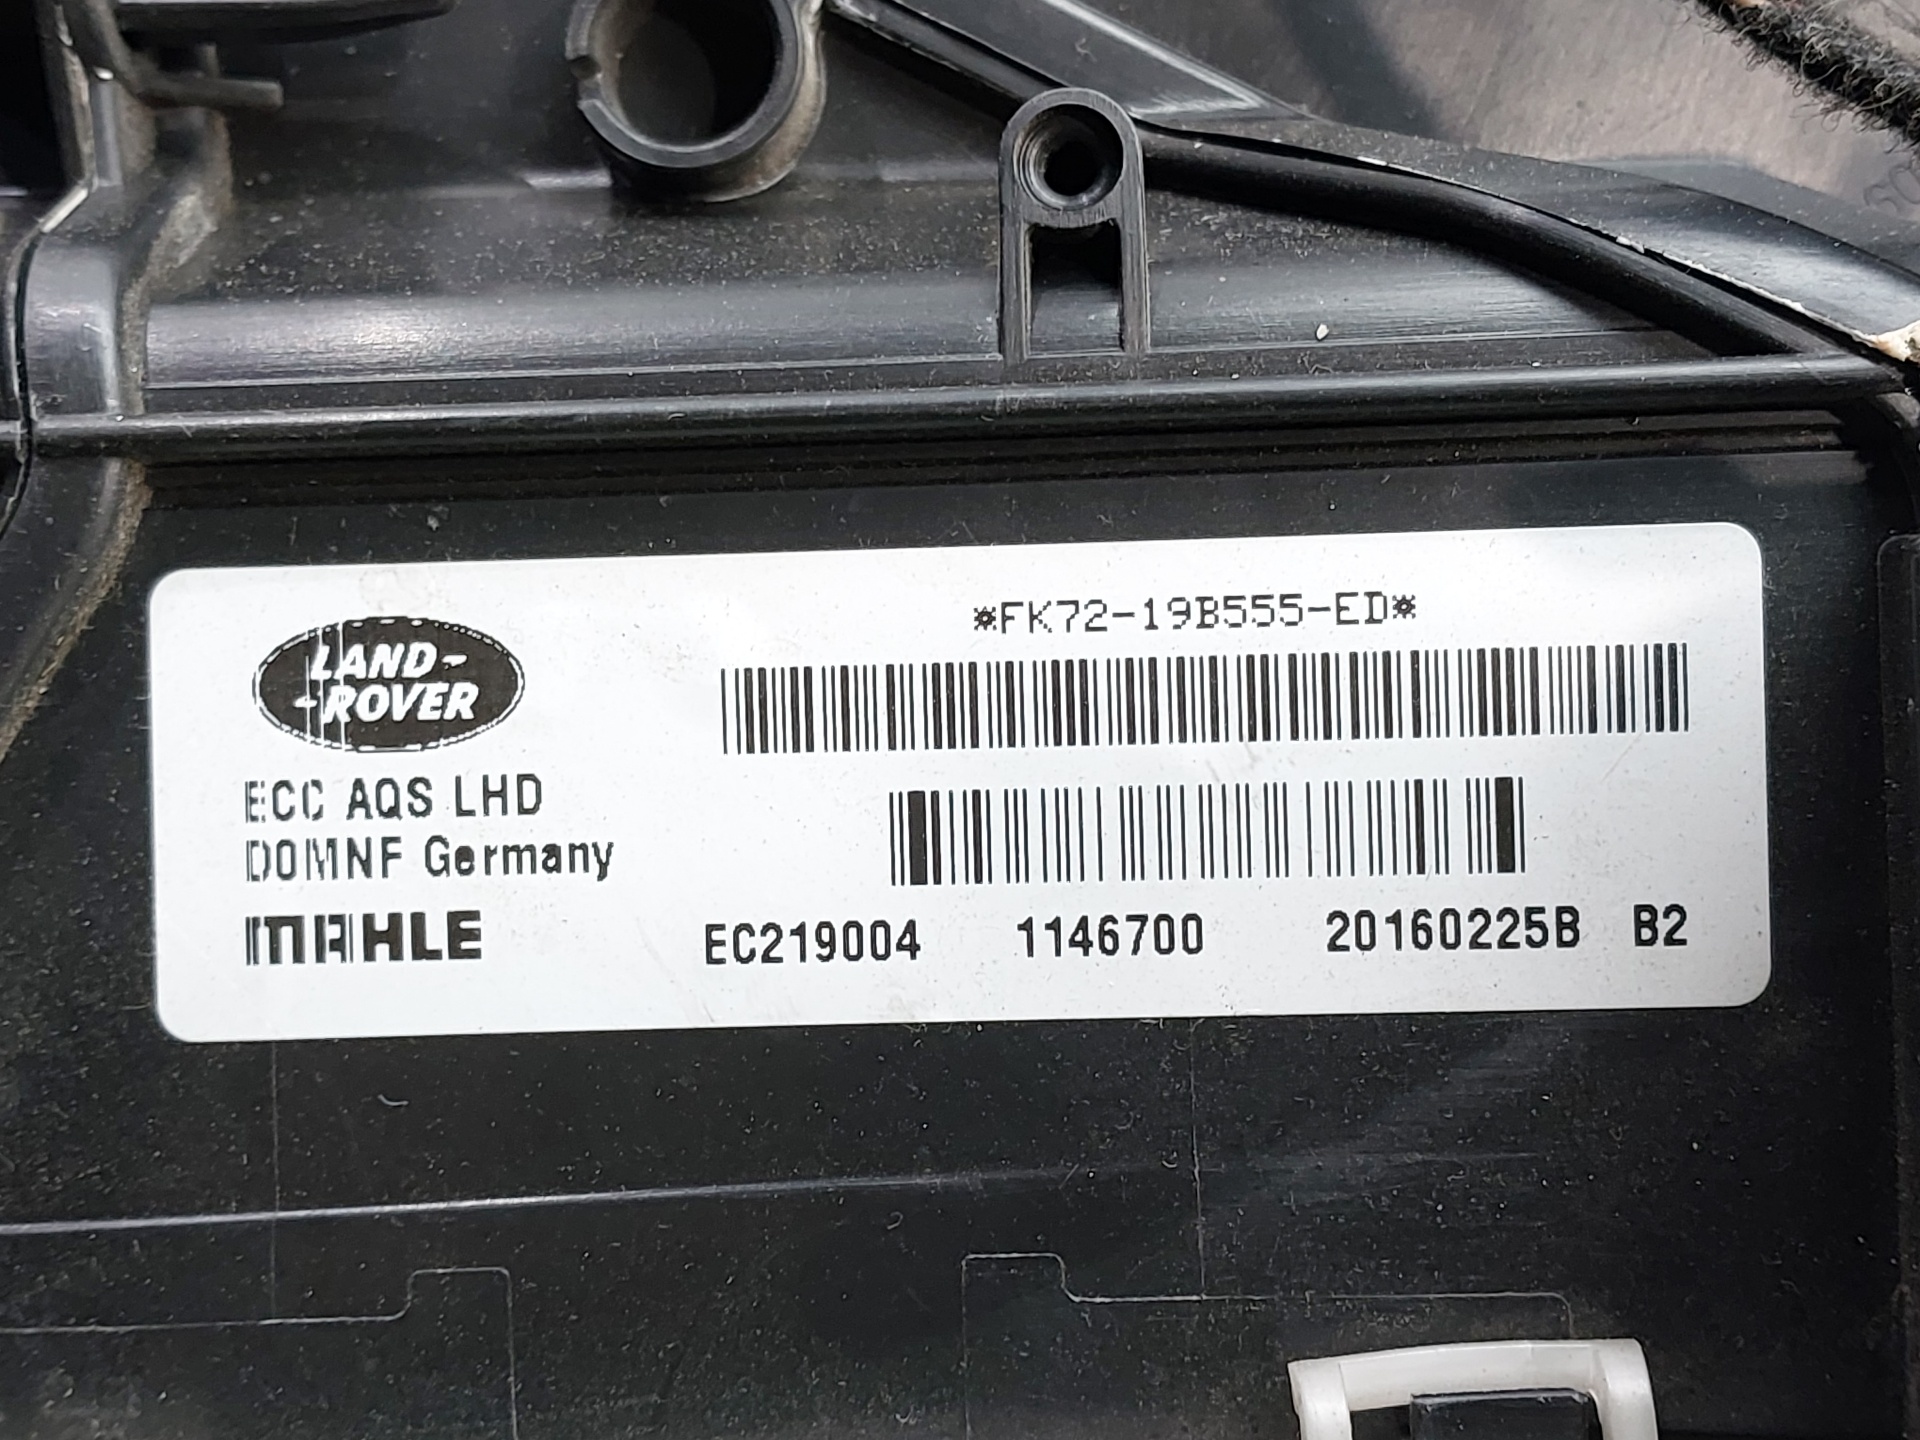 *FK72-19B555-ED*
LAND-
-ROVER
ECC AQS LHD
DOMNF Germany
MAHLE
EC219004 1146700 20160225B B2